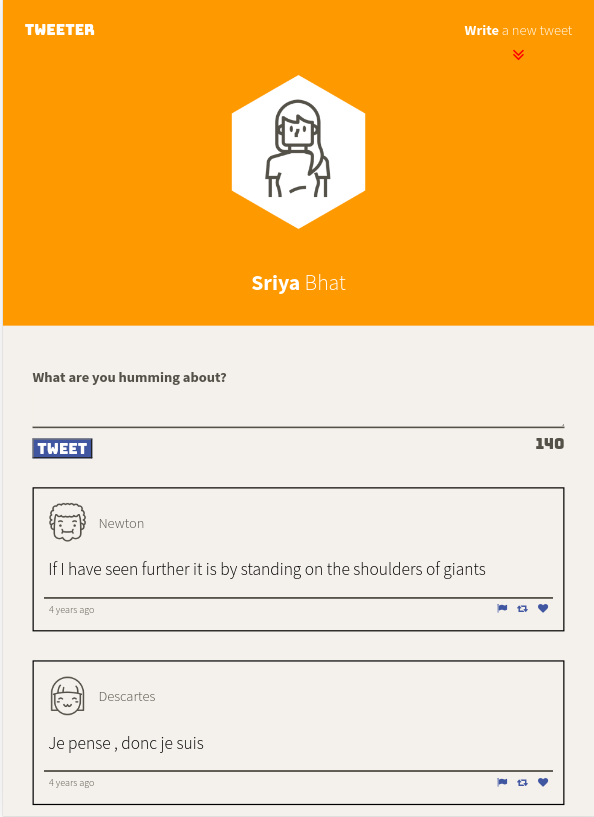 TWEETER
Write a new tweet
Sriya Bhat
What are you humming about?
TWEET
140
Newton
If I have seen further it is by standing on the shoulders of giants
4 years ago
Descartes
Je pense , donc je suis
4 years ago